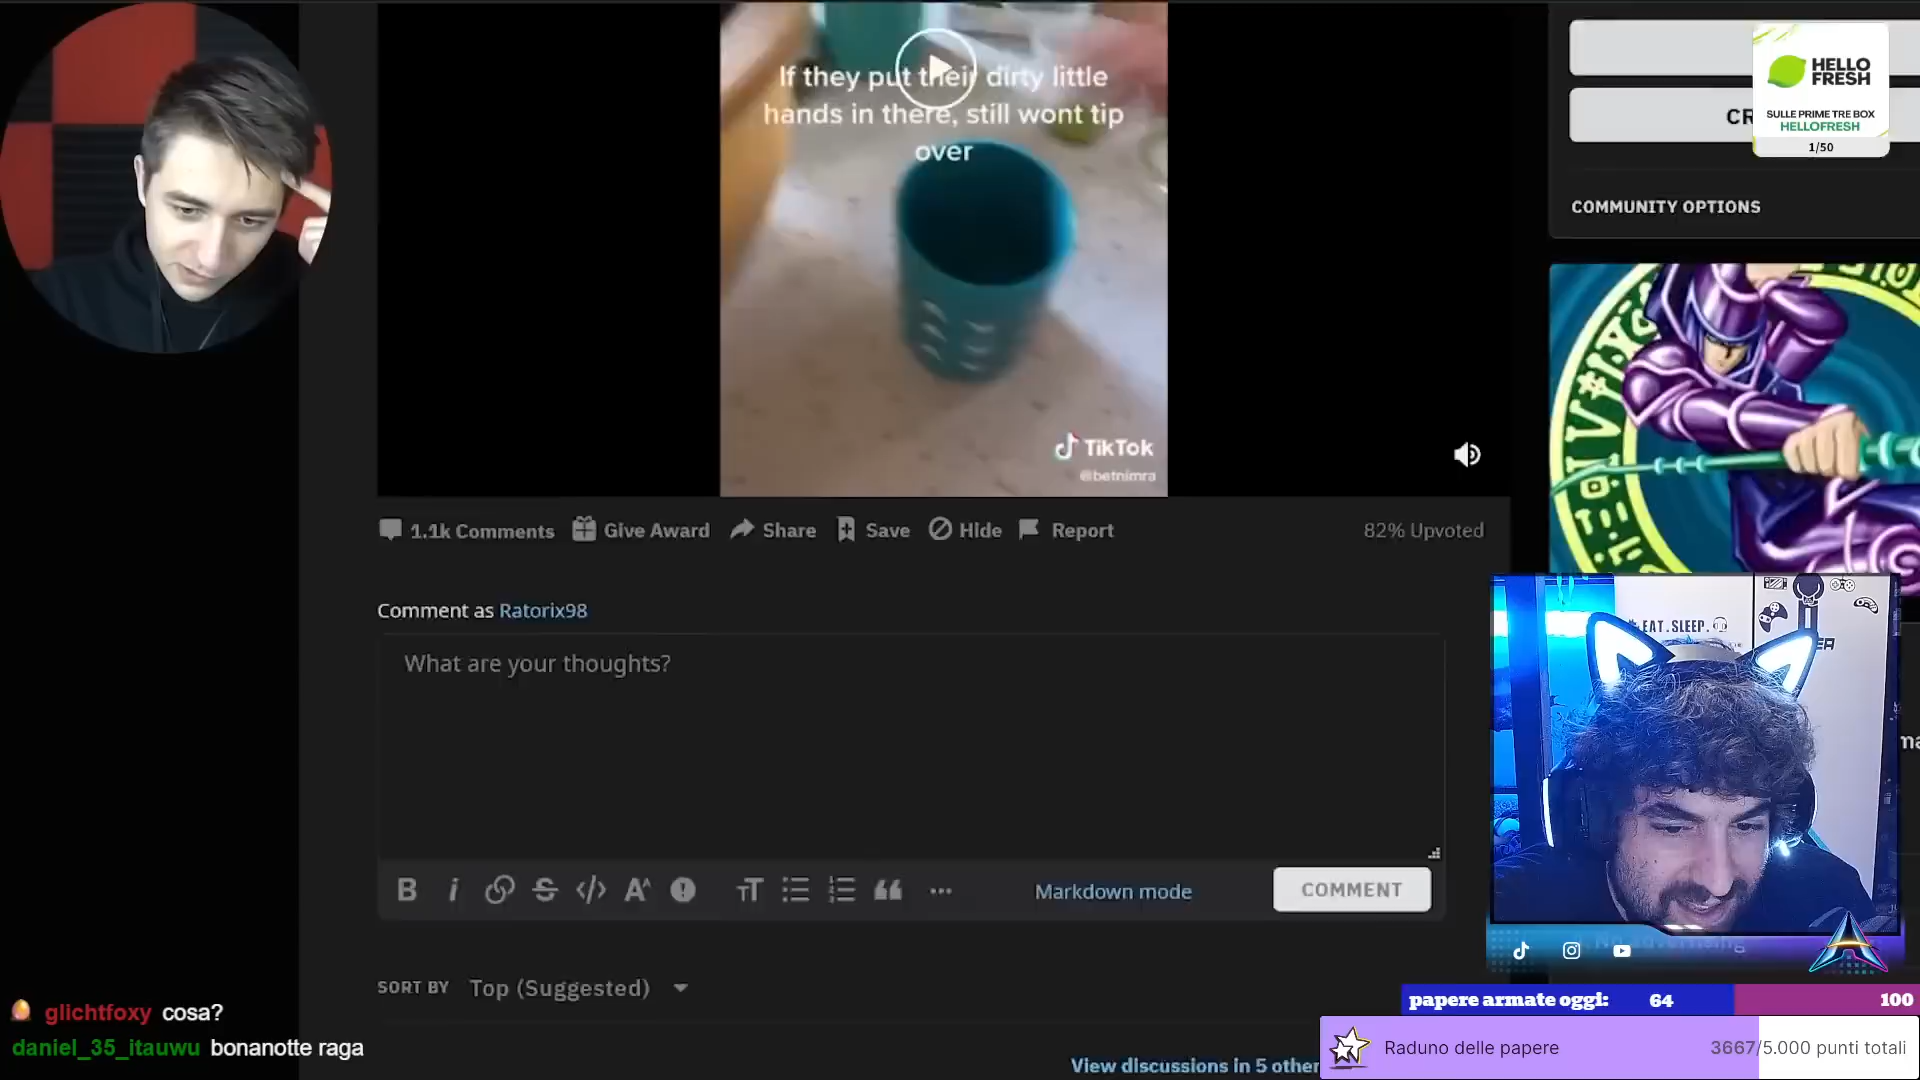 If they put their dirty little
hands in there, still wont tip
over
TikTok
@betnimra
HELLO
FRESH
SULLE PRIME TRE BOX
HELLOFRESH
1/50
COMMUNITY OPTIONS
1.1k Comments
Give Award
Share
Save
Hide
Report
82% Upvoted
Comment as Ratorix98
What are your thoughts?
EAT.SLEEP.
B i
Markdown mode
COMMENT
SORT BY Top (Suggested)
glichtfoxy cosa?
daniel_35_itauwu bonanotte raga
View discussions in 5 other
papere armate oggi: 64 100
Raduno delle papere 3667/5.000 punti totali